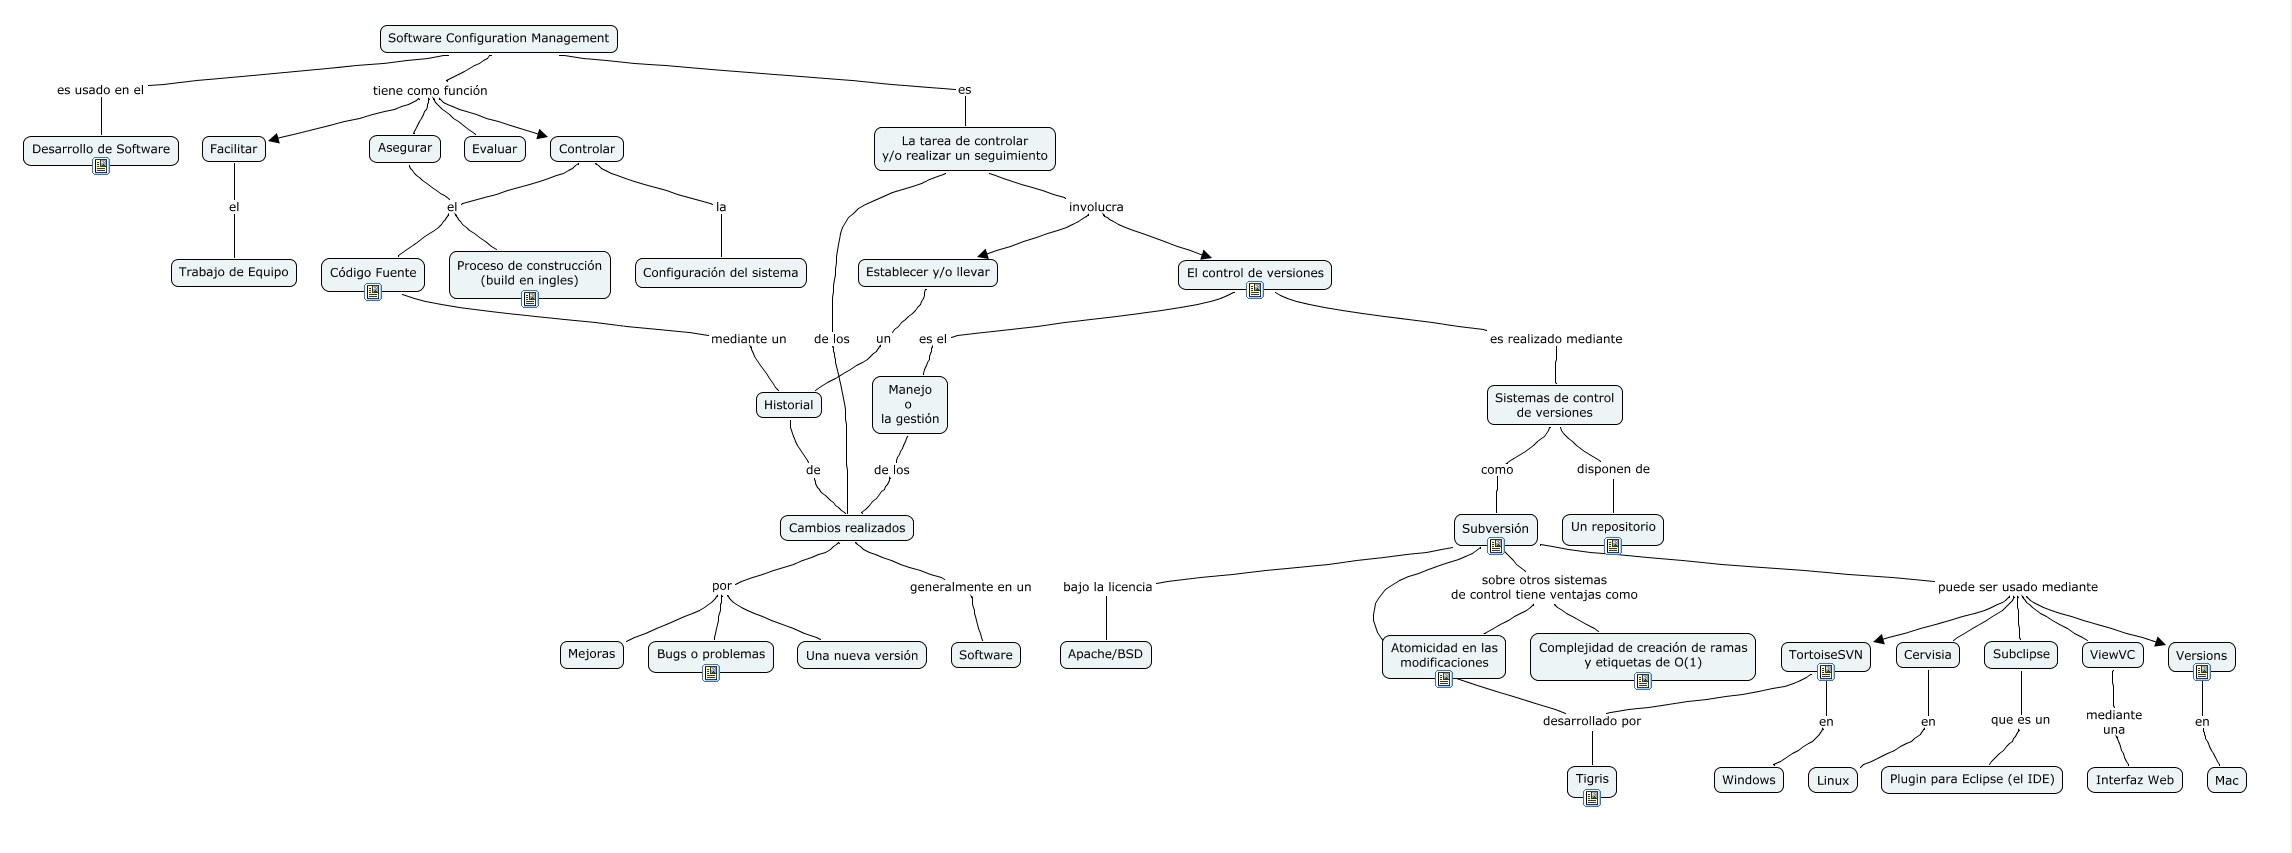 Software Configuration Management
es usado en el
tiene como función
es
Desarrollo de Software
Facilitar
Asegurar
Evaluar
Controlar
La tarea de controlar
y/o realizar un seguimiento
el
el
la
involucra
Trabajo de Equipo
Código Fuente
Proceso de construcción
(build en ingles)
Configuración del sistema
Establecer y/o llevar
El control de versiones
mediante un
de los
un
es el
es realizado mediante
Historial
Manejo
o
la gestión
Sistemas de control
de versiones
de
de los
como
disponen de
Cambios realizados
Subversión
Un repositorio
por
generalmente en un
bajo la licencia
sobre otros sistemas
de control tiene ventajas como
puede ser usado mediante
Mejoras
Bugs o problemas
Una nueva versión
Software
Apache/BSD
Atomicidad en las
modificaciones
Complejidad de creación de ramas
y etiquetas de O(1)
TortoiseSVN
Cervisia
Subclipse
ViewVC
Versions
desarrollado por
en
en
que es un
mediante
una
en
Tigris
Windows
Linux
Plugin para Eclipse (el IDE)
Interfaz Web
Mac